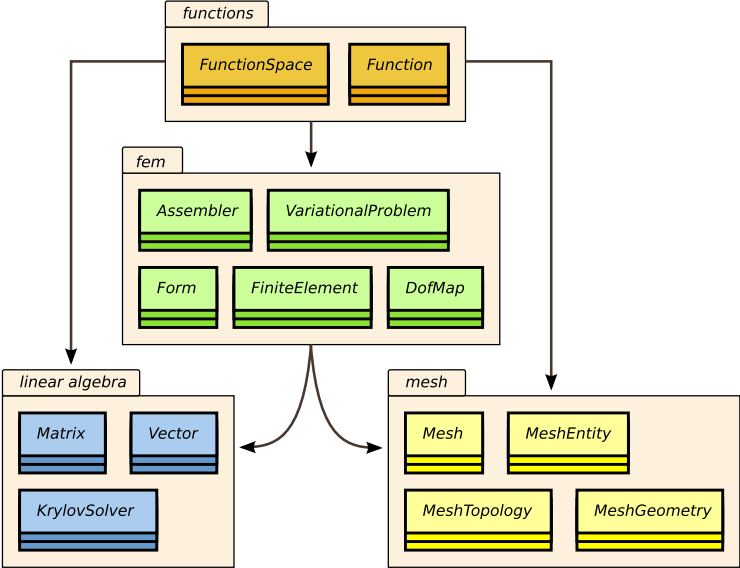 functions
FunctionSpace
Function
fem
Assembler
VariationalProblem
Form
FiniteElement
DofMap
linear algebra
Matrix
Vector
KrylovSolver
mesh
Mesh
MeshEntity
MeshTopology
MeshGeometry